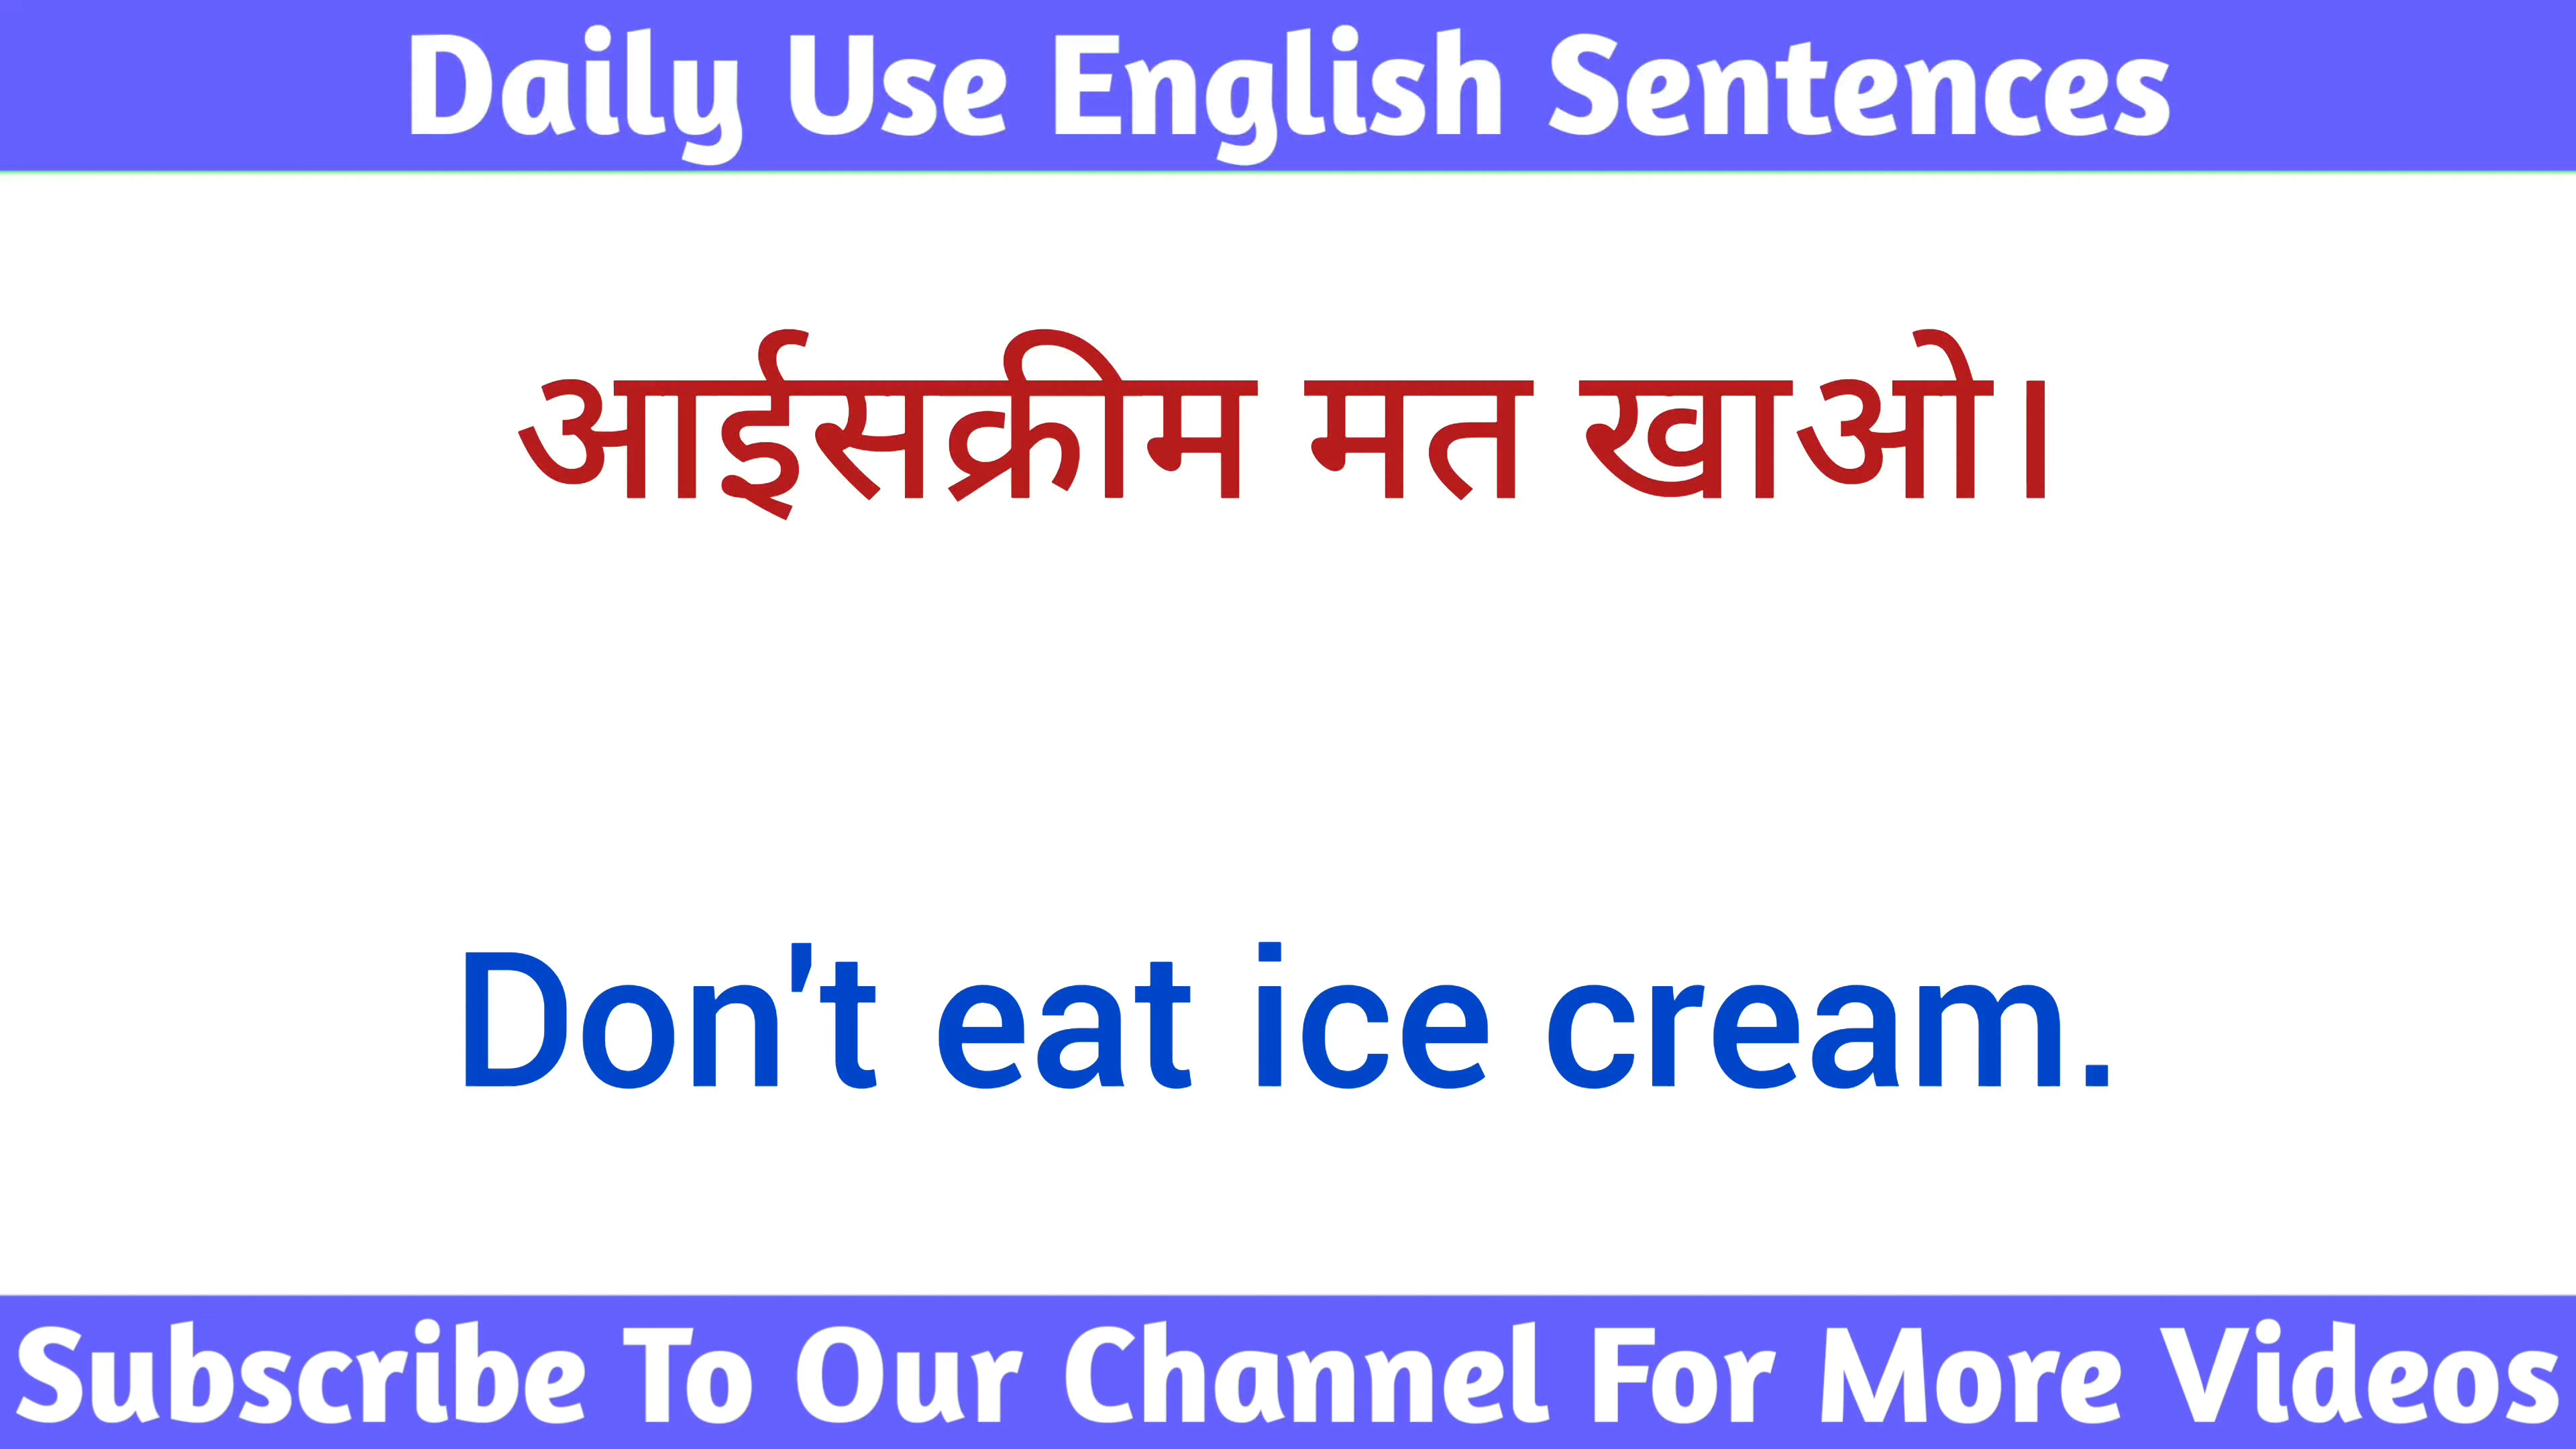 Daily Use English Sentences
आईसक्रीम मत खाओ।
Don't eat ice cream.
Subscribe To Our Channel For More Videos